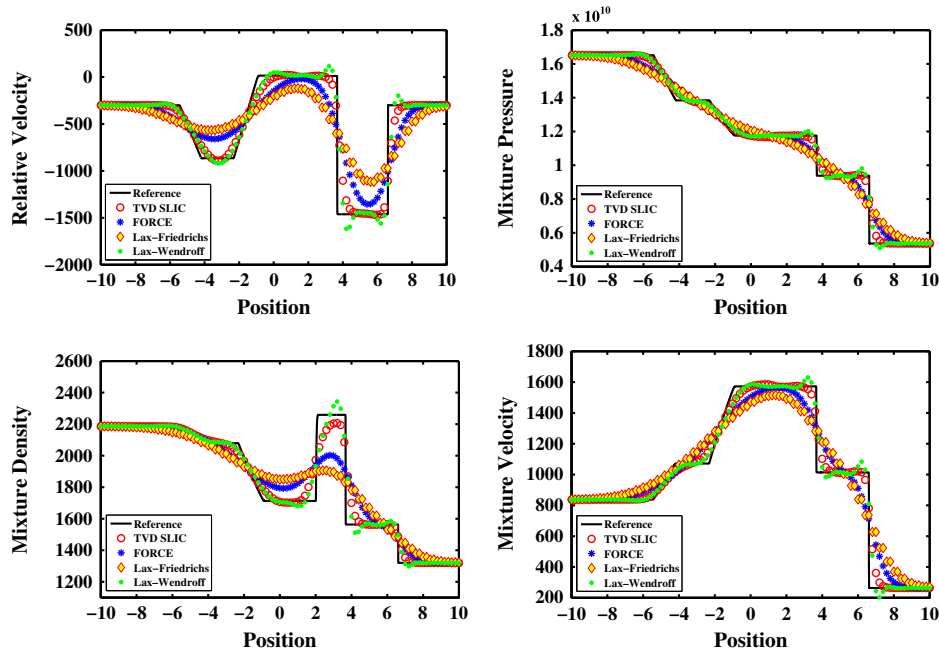 500
0
−500
−1000
−1500
−2000
Relative Velocity
Reference
TVD SLIC
FORCE
Lax−Friedrichs
Lax−Wendroff
−10 −8 −6 −4 −2 0 2 4 6 8 10
Position
x 10^10
1.8
1.6
1.4
1.2
1
0.8
0.6
0.4
Mixture Pressure
Reference
TVD SLIC
FORCE
Lax−Friedrichs
Lax−Wendroff
−10 −8 −6 −4 −2 0 2 4 6 8 10
Position
2600
2400
2200
2000
1800
1600
1400
1200
Mixture Density
Reference
TVD SLIC
FORCE
Lax−Friedrichs
Lax−Wendroff
−10 −8 −6 −4 −2 0 2 4 6 8 10
Position
1800
1600
1400
1200
1000
800
600
400
200
Mixture Velocity
Reference
TVD SLIC
FORCE
Lax−Friedrichs
Lax−Wendroff
−10 −8 −6 −4 −2 0 2 4 6 8 10
Position